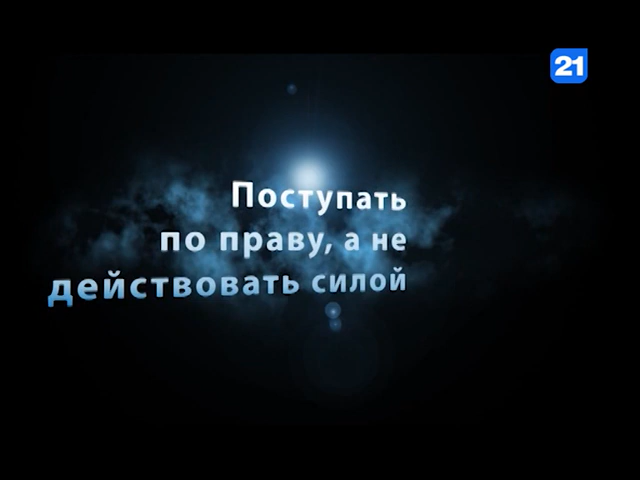 21
Поступать
по праву, а не
действовать силой